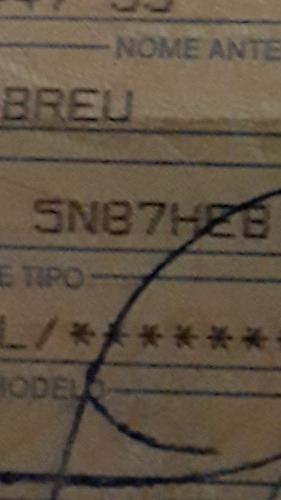 NOME ANTE
BREU
5N87HEB
E TIPO
L/*******
MODELO